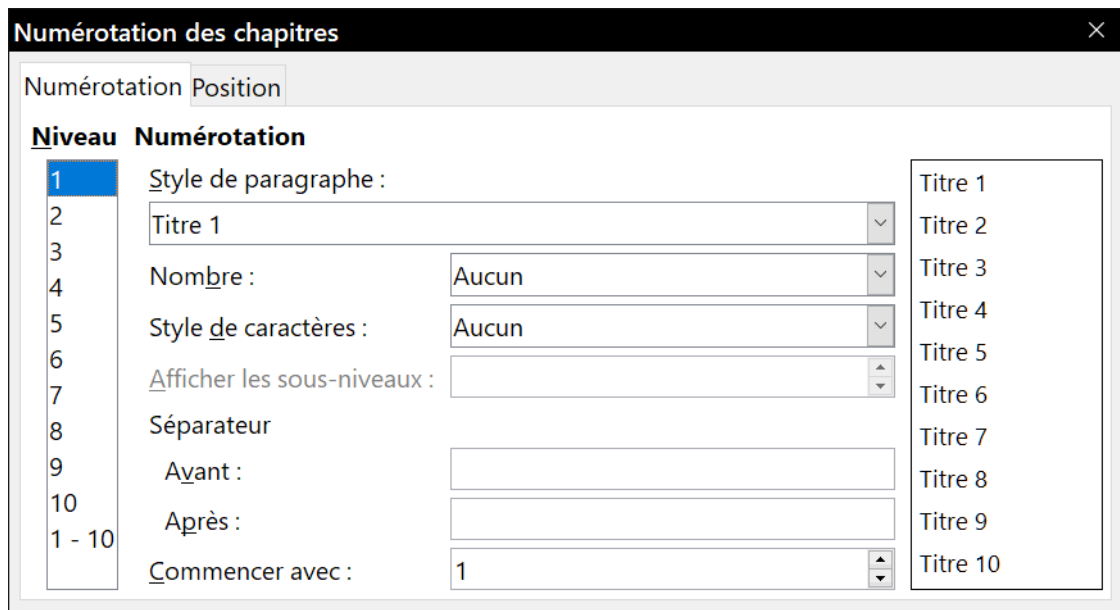 Numérotation des chapitres
Numérotation Position
Niveau Numérotation
1
2
3
4
5
6
7
8
9
10
1 - 10
Style de paragraphe :
Titre 1
Nombre : Aucun
Style de caractères : Aucun
Afficher les sous-niveaux :
Séparateur
Avant :
Après :
Commencer avec : 1
Titre 1
Titre 2
Titre 3
Titre 4
Titre 5
Titre 6
Titre 7
Titre 8
Titre 9
Titre 10